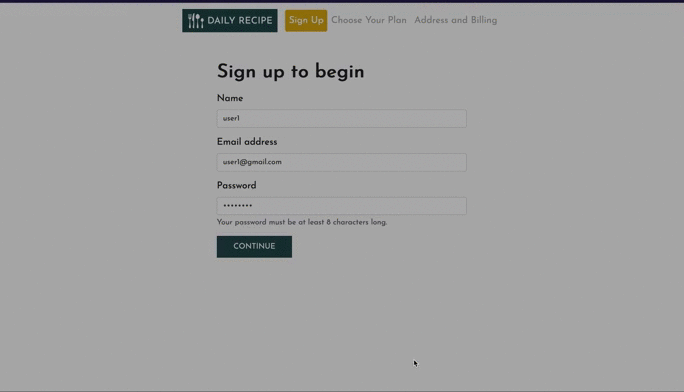 DAILY RECIPE Sign Up Choose Your Plan Address and Billing
Sign up to begin
Name
user1
Email address
user1@gmail.com
Password
••••••••
Your password must be at least 8 characters long.
CONTINUE